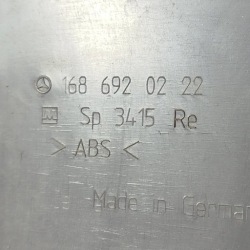 168 692 02 22
Sp 3415 Re
> ABS <
Made in German